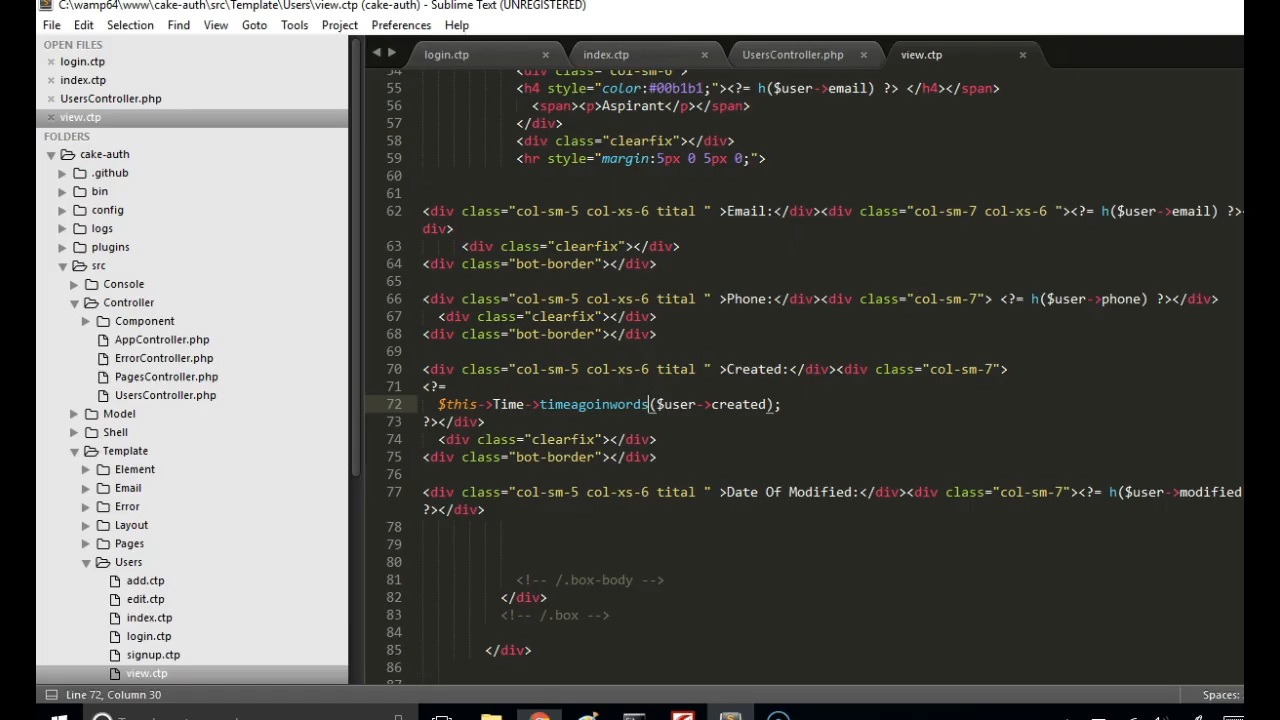 C:\wamp64\www\cake-auth\src\Template\Users\view.ctp (cake-auth) - Sublime Text (UNREGISTERED)
File Edit Selection Find View Goto Tools Project Preferences Help
OPEN FILES
login.ctp
index.ctp
UsersController.php
view.ctp
FOLDERS
cake-auth
.github
bin
config
logs
plugins
src
Console
Controller
Component
AppController.php
ErrorController.php
PagesController.php
UsersController.php
Model
Shell
Template
Element
Email
Error
Layout
Pages
Users
add.ctp
edit.ctp
index.ctp
login.ctp
signup.ctp
view.ctp
login.ctp index.ctp UsersController.php view.ctp
54 <div class="col-sm-6">
55 <h4 style="color:#00b1b1;"><?= h($user->email) ?> </h4></span>
56 <span><p>Aspirant</p></span>
57 </div>
58 <div class="clearfix"></div>
59 <hr style="margin:5px 0 5px 0;">
60
61
62 <div class="col-sm-5 col-xs-6 tital " >Email:</div><div class="col-sm-7 col-xs-6 "><?= h($user->email) ?><
div>
63 <div class="clearfix"></div>
64 <div class="bot-border"></div>
65
66 <div class="col-sm-5 col-xs-6 tital " >Phone:</div><div class="col-sm-7"> <?= h($user->phone) ?></div>
67 <div class="clearfix"></div>
68 <div class="bot-border"></div>
69
70 <div class="col-sm-5 col-xs-6 tital " >Created:</div><div class="col-sm-7">
71 <?=
72 $this->Time->timeagoinwords($user->created);
73 ?></div>
74 <div class="clearfix"></div>
75 <div class="bot-border"></div>
76
77 <div class="col-sm-5 col-xs-6 tital " >Date Of Modified:</div><div class="col-sm-7"><?= h($user->modified
?></div>
78
79
80
81 <!-- /.box-body -->
82 </div>
83 <!-- /.box -->
84
85 </div>
86
87
Line 72, Column 30 Spaces: